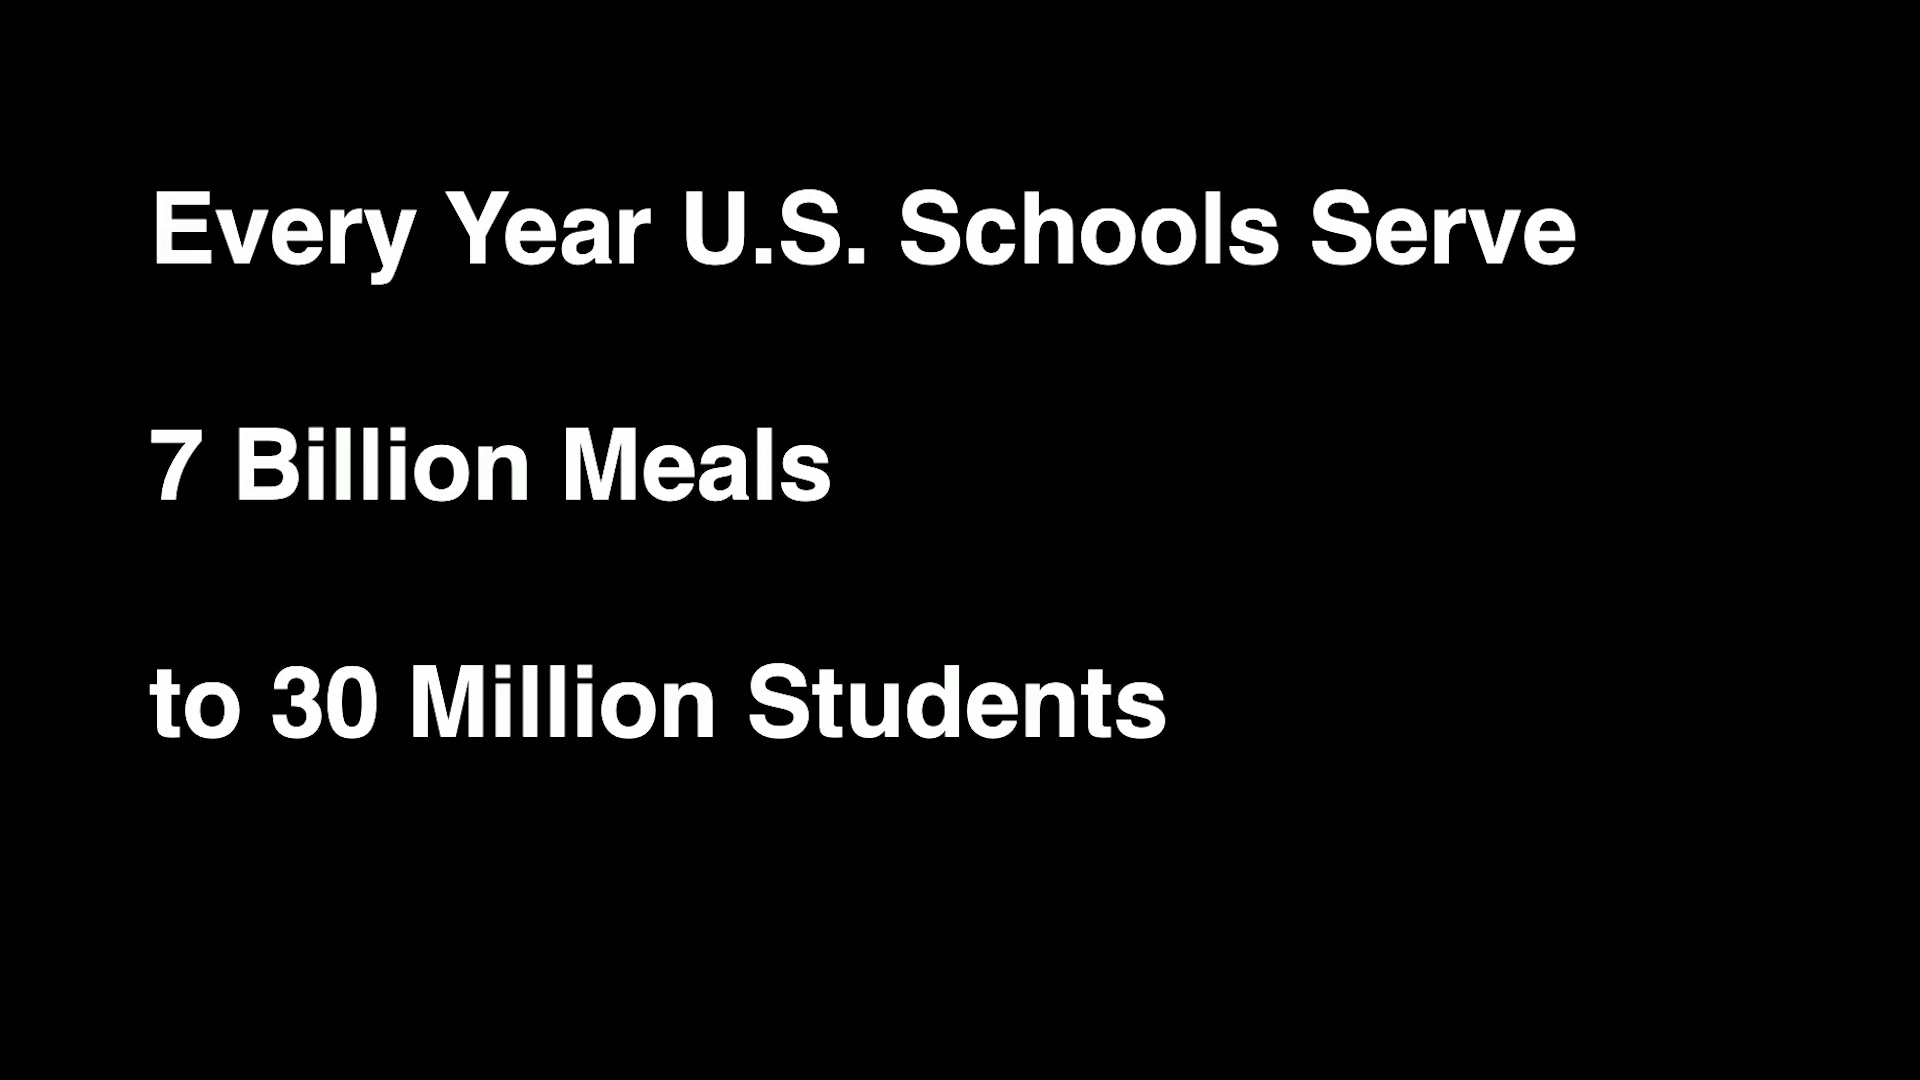 Every Year U.S. Schools Serve
7 Billion Meals
to 30 Million Students